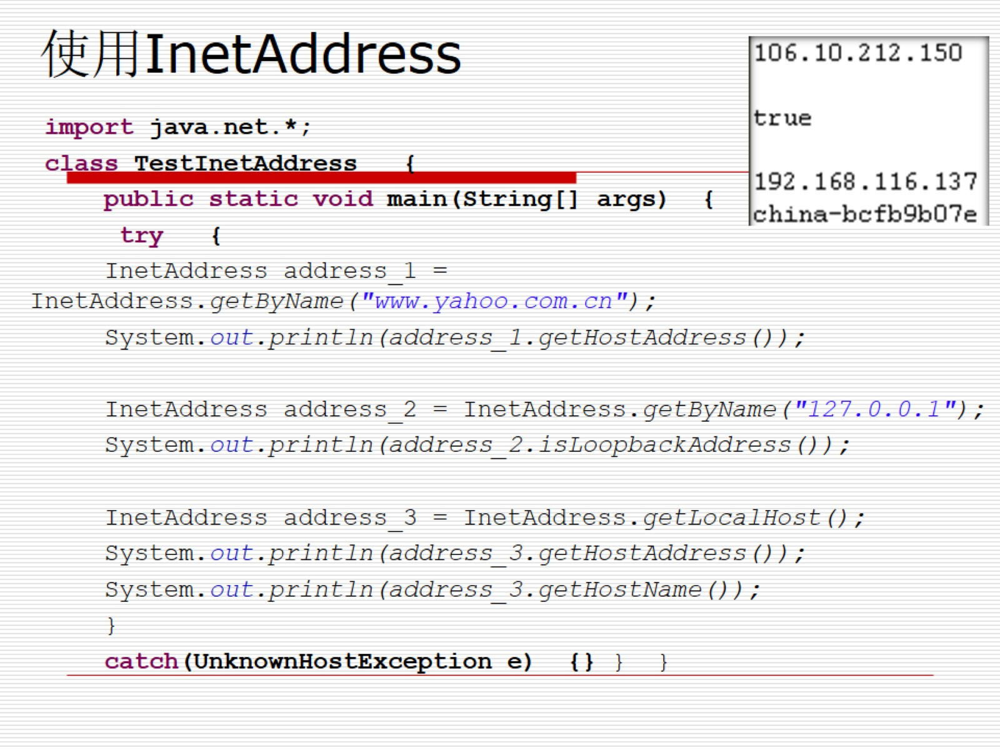 使用InetAddress
106.10.212.150
true
192.168.116.137
china-bcfb9b07e
import java.net.*;
class TestInetAddress {
public static void main(String[] args) {
try {
InetAddress address_1 =
InetAddress.getByName("www.yahoo.com.cn");
System.out.println(address_1.getHostAddress());
InetAddress address_2 = InetAddress.getByName("127.0.0.1");
System.out.println(address_2.isLoopbackAddress());
InetAddress address_3 = InetAddress.getLocalHost();
System.out.println(address_3.getHostAddress());
System.out.println(address_3.getHostName());
}
catch(UnknownHostException e) {} } }